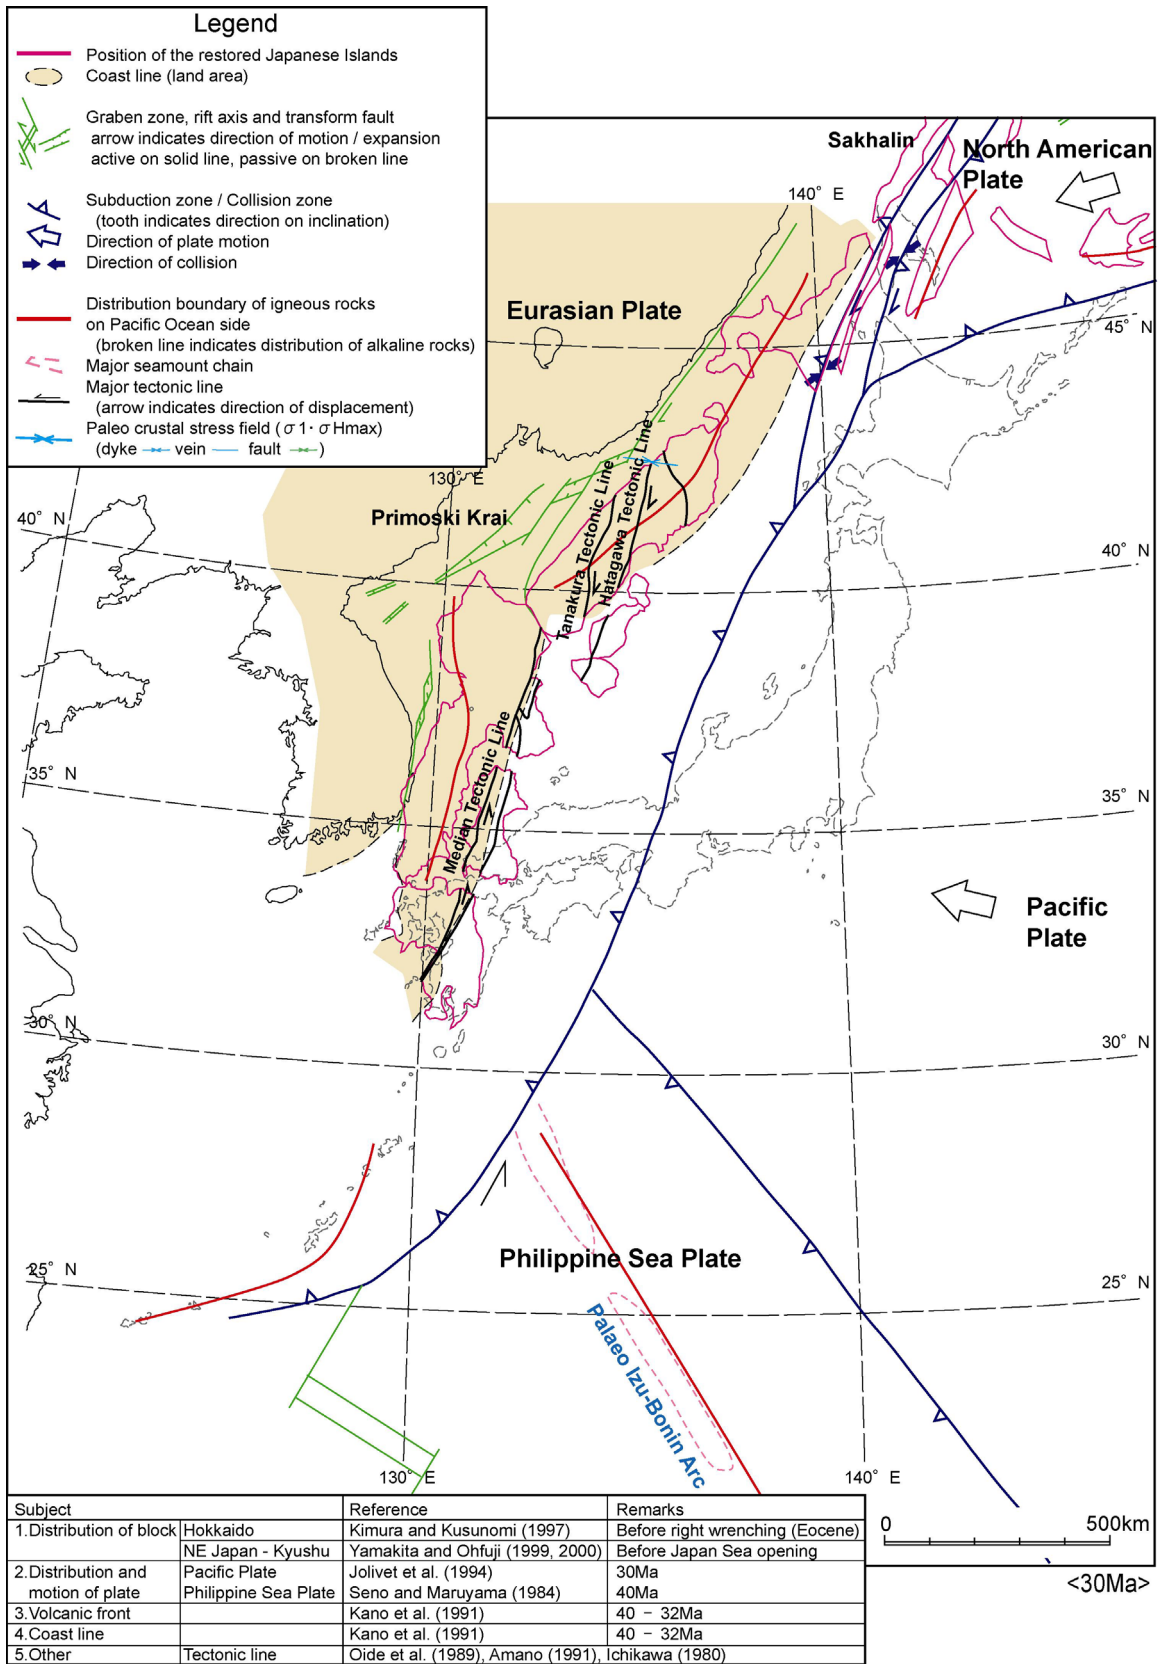 Legend
Position of the restored Japanese Islands
Coast line (land area)
Graben zone, rift axis and transform fault
arrow indicates direction of motion / expansion
active on solid line, passive on broken line
Subduction zone / Collision zone
(tooth indicates direction on inclination)
Direction of plate motion
Direction of collision
Distribution boundary of igneous rocks
on Pacific Ocean side
(broken line indicates distribution of alkaline rocks)
Major seamount chain
Major tectonic line
(arrow indicates direction of displacement)
Paleo crustal stress field (σ1・σHmax)
(dyke vein fault )
Sakhalin
North American
Plate
140° E
Eurasian Plate
45° N
130° E
Primoski Krai
40° N
40° N
Tanakura Tectonic Line
Hatagawa Tectonic Line
Median Tectonic Line
35° N
35° N
Pacific
Plate
30° N
30° N
Philippine Sea Plate
25° N
25° N
Palaeo Izu-Bonin Arc
130° E
140° E
Subject Reference Remarks
1.Distribution of block Hokkaido Kimura and Kusunomi (1997) Before right wrenching (Eocene)
NE Japan - Kyushu Yamakita and Ohfuji (1999, 2000) Before Japan Sea opening
2.Distribution and Pacific Plate Jolivet et al. (1994) 30Ma
motion of plate Philippine Sea Plate Seno and Maruyama (1984) 40Ma
3.Volcanic front Kano et al. (1991) 40 - 32Ma
4.Coast line Kano et al. (1991) 40 - 32Ma
5.Other Tectonic line Oide et al. (1989), Amano (1991), Ichikawa (1980)
0 500km
<30Ma>